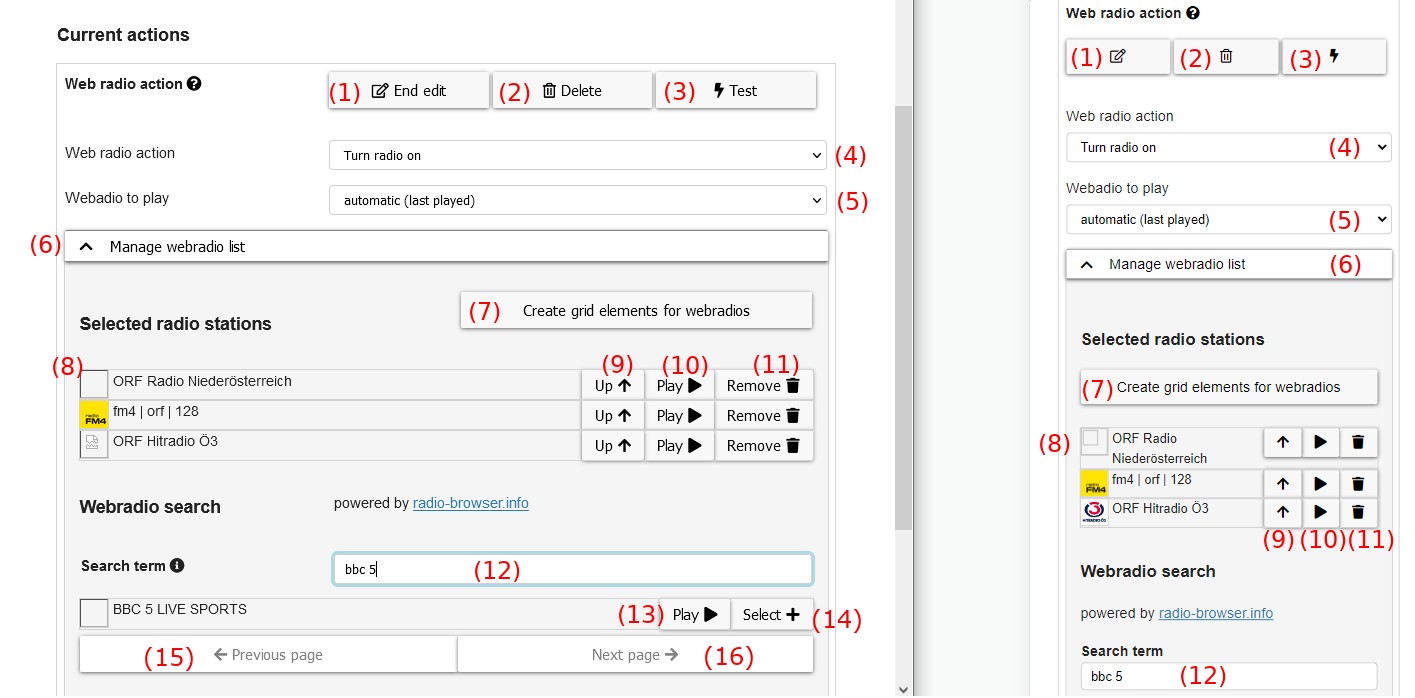 Current actions
Web radio action
(1) End edit (2) Delete (3) Test
Web radio action Turn radio on (4)
Webadio to play automatic (last played) (5)
(6) Manage webradio list
(7) Create grid elements for webradios
Selected radio stations
(8) (9) (10) (11)
ORF Radio Niederösterreich Up Play Remove
radio FM4 fm4 | orf | 128 Up Play Remove
ORF Hitradio Ö3 Up Play Remove
Webradio search powered by radio-browser.info
Search term bbc 5 (12)
BBC 5 LIVE SPORTS (13) Play Select (14)
(15) Previous page Next page (16)
Web radio action
(1) (2) (3)
Web radio action
Turn radio on (4)
Webadio to play
automatic (last played) (5)
Manage webradio list (6)
Selected radio stations
(7) Create grid elements for webradios
(8) ORF Radio
Niederösterreich
radio FM4 fm4 | orf | 128
HITRADIO Ö3 ORF Hitradio Ö3
(9) (10) (11)
Webradio search
powered by radio-browser.info
Search term
bbc 5 (12)